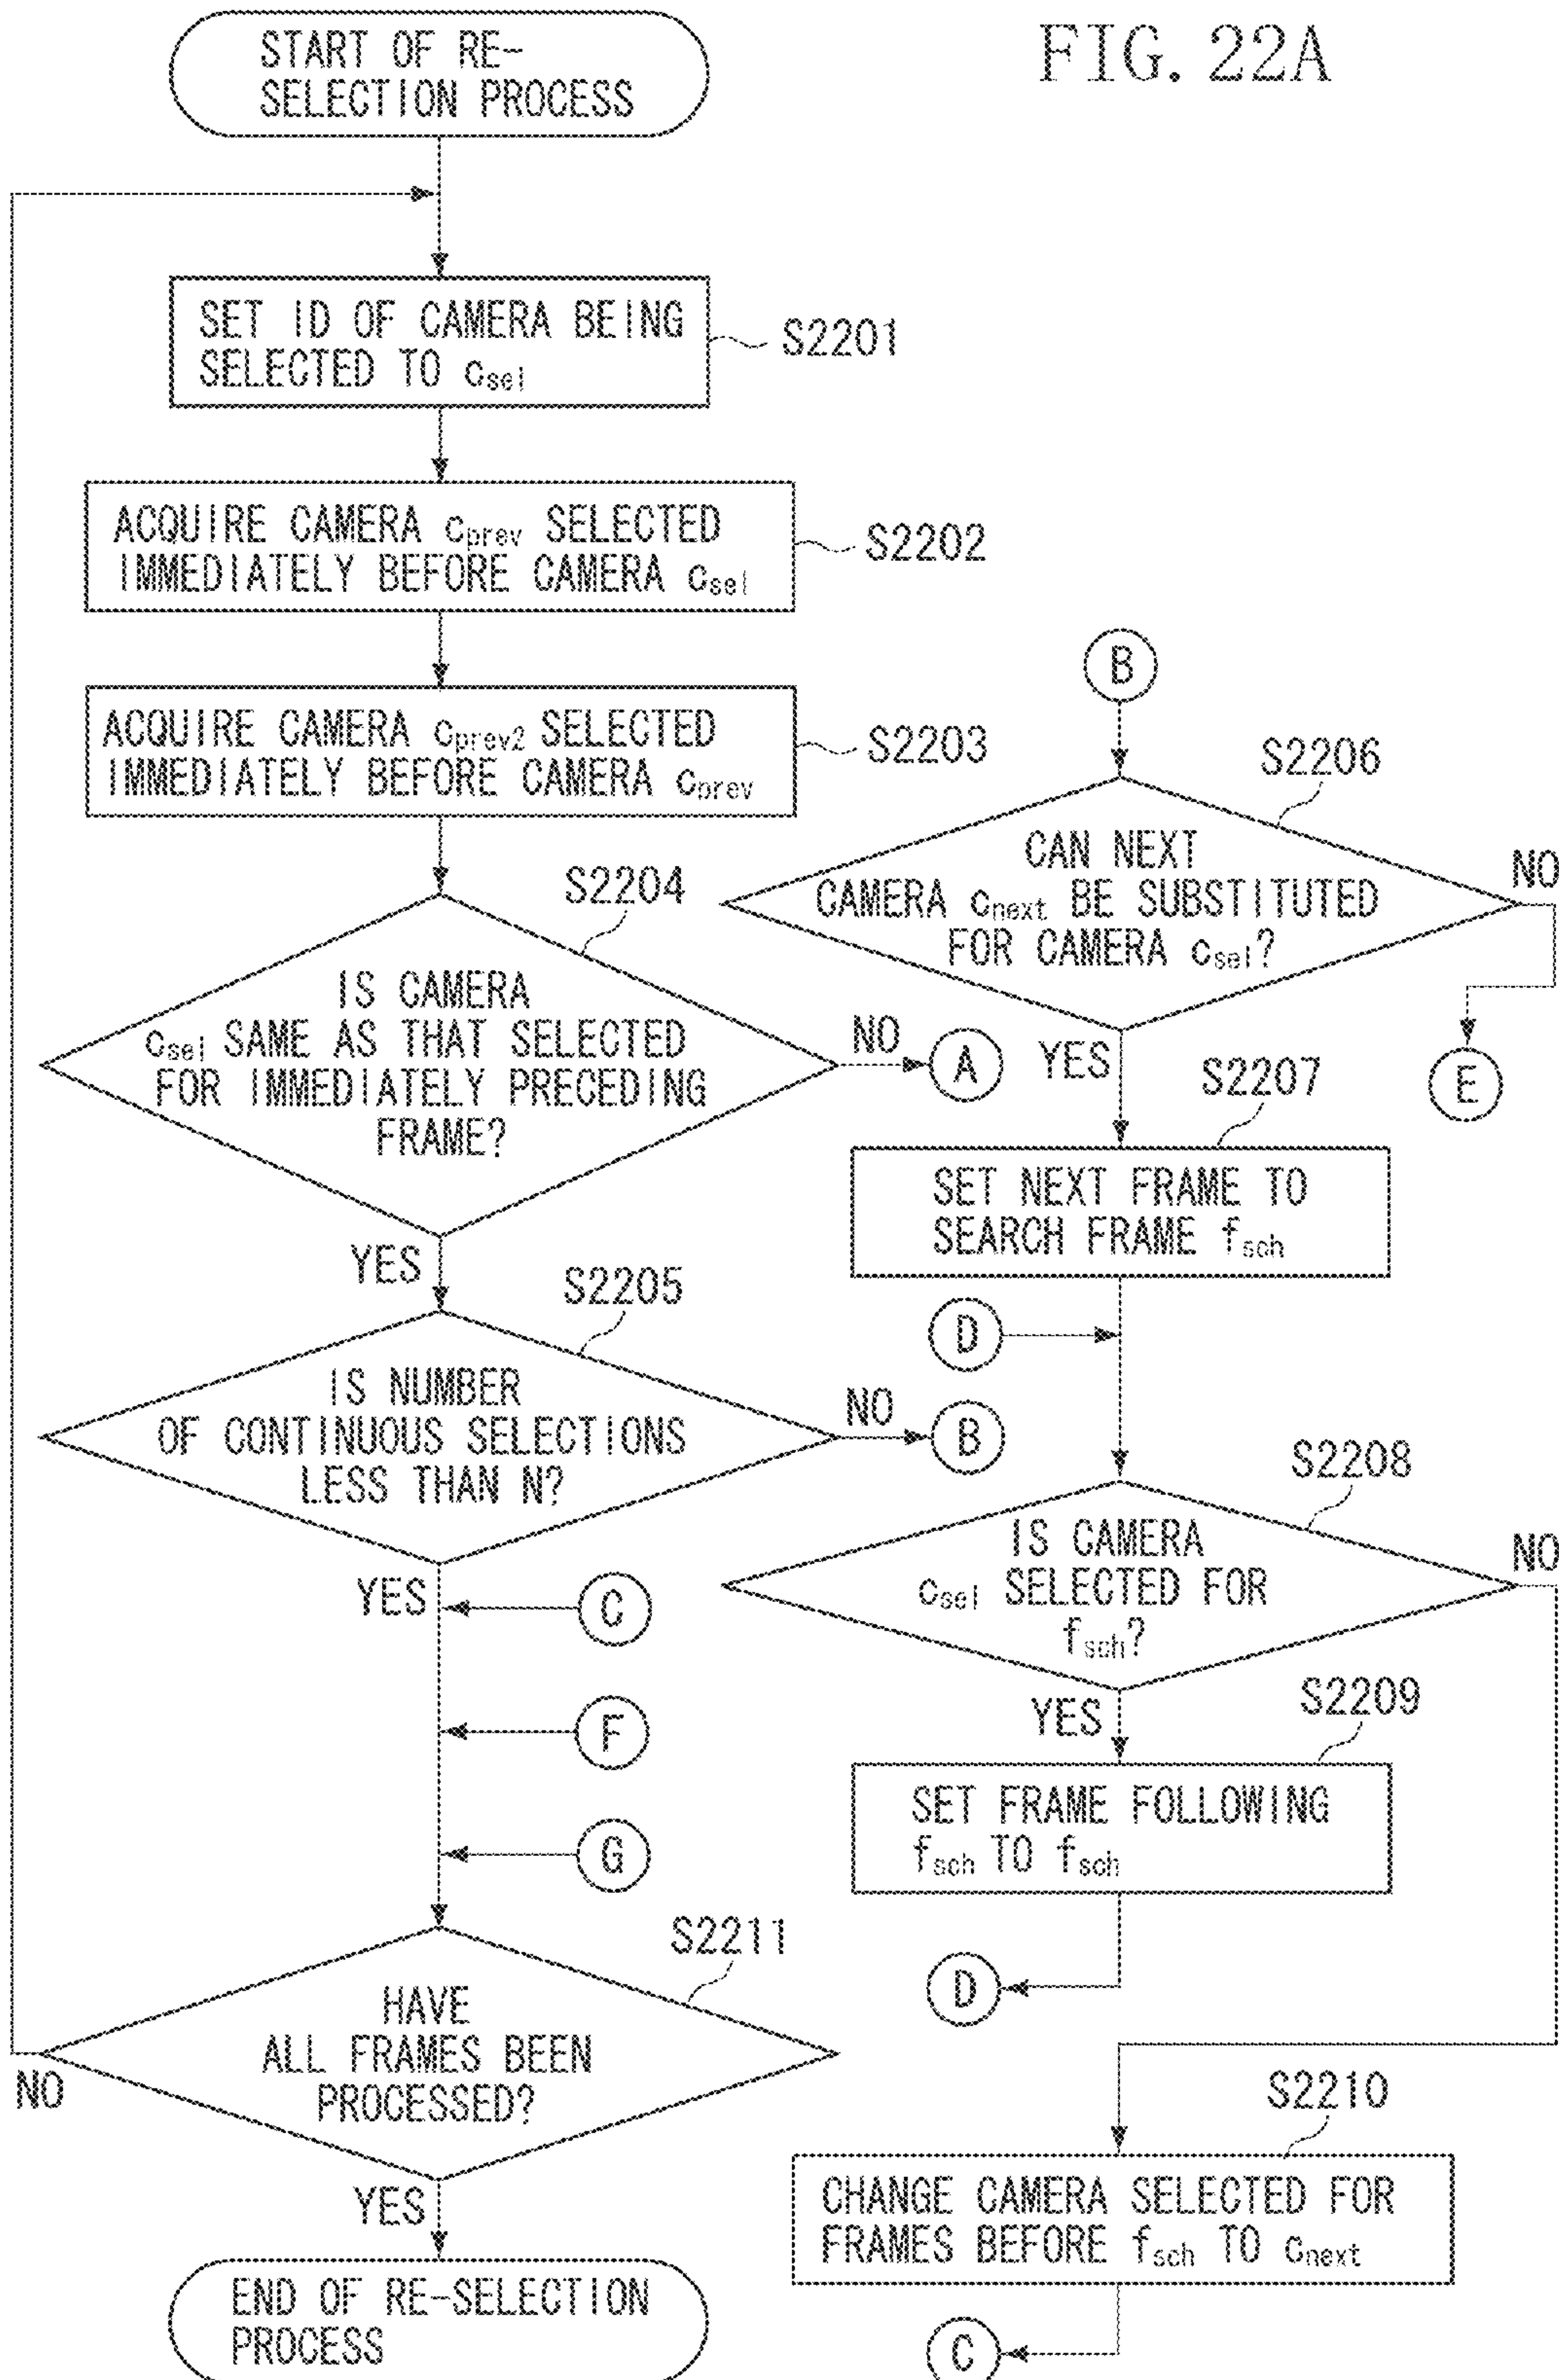 FIG. 22A
START OF RE-
SELECTION PROCESS
SET ID OF CAMERA BEING
SELECTED TO csel
S2201
ACQUIRE CAMERA cprev SELECTED
IMMEDIATELY BEFORE CAMERA csel
S2202
ACQUIRE CAMERA cprev2 SELECTED
IMMEDIATELY BEFORE CAMERA cprev
S2203
S2204
IS CAMERA
csel SAME AS THAT SELECTED
FOR IMMEDIATELY PRECEDING
FRAME?
NO
A
YES
S2205
IS NUMBER
OF CONTINUOUS SELECTIONS
LESS THAN N?
NO
B
YES
C
F
G
S2211
HAVE
ALL FRAMES BEEN
PROCESSED?
NO
YES
END OF RE-SELECTION
PROCESS
B
S2206
CAN NEXT
CAMERA cnext BE SUBSTITUTED
FOR CAMERA csel?
NO
E
YES
S2207
SET NEXT FRAME TO
SEARCH FRAME fsch
D
S2208
IS CAMERA
csel SELECTED FOR
fsch?
NO
YES
S2209
SET FRAME FOLLOWING
fsch TO fsch
D
S2210
CHANGE CAMERA SELECTED FOR
FRAMES BEFORE fsch TO cnext
C